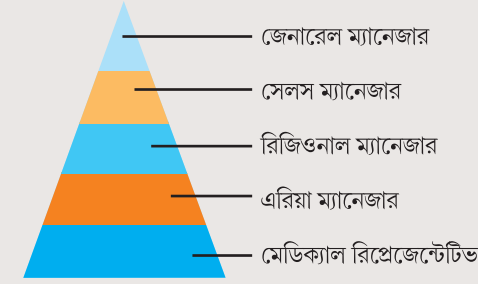 জেনারেল ম্যানেজার
সেলস ম্যানেজার
রিজিওনাল ম্যানেজার
এরিয়া ম্যানেজার
মেডিক্যাল রিপ্রেজেন্টেটিভ